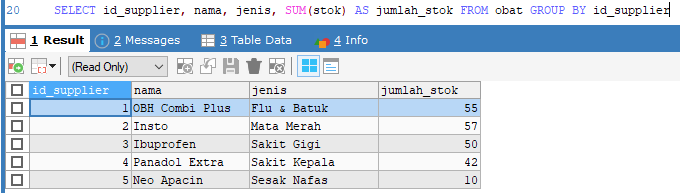 20 SELECT id_supplier, nama, jenis, SUM(stok) AS jumlah_stok FROM obat GROUP BY id_supplier
1 Result 2 Messages 3 Table Data 4 Info
(Read Only)
id_supplier nama jenis jumlah_stok
1 OBH Combi Plus Flu & Batuk 55
2 Insto Mata Merah 57
3 Ibuprofen Sakit Gigi 50
4 Panadol Extra Sakit Kepala 42
5 Neo Apacin Sesak Nafas 10